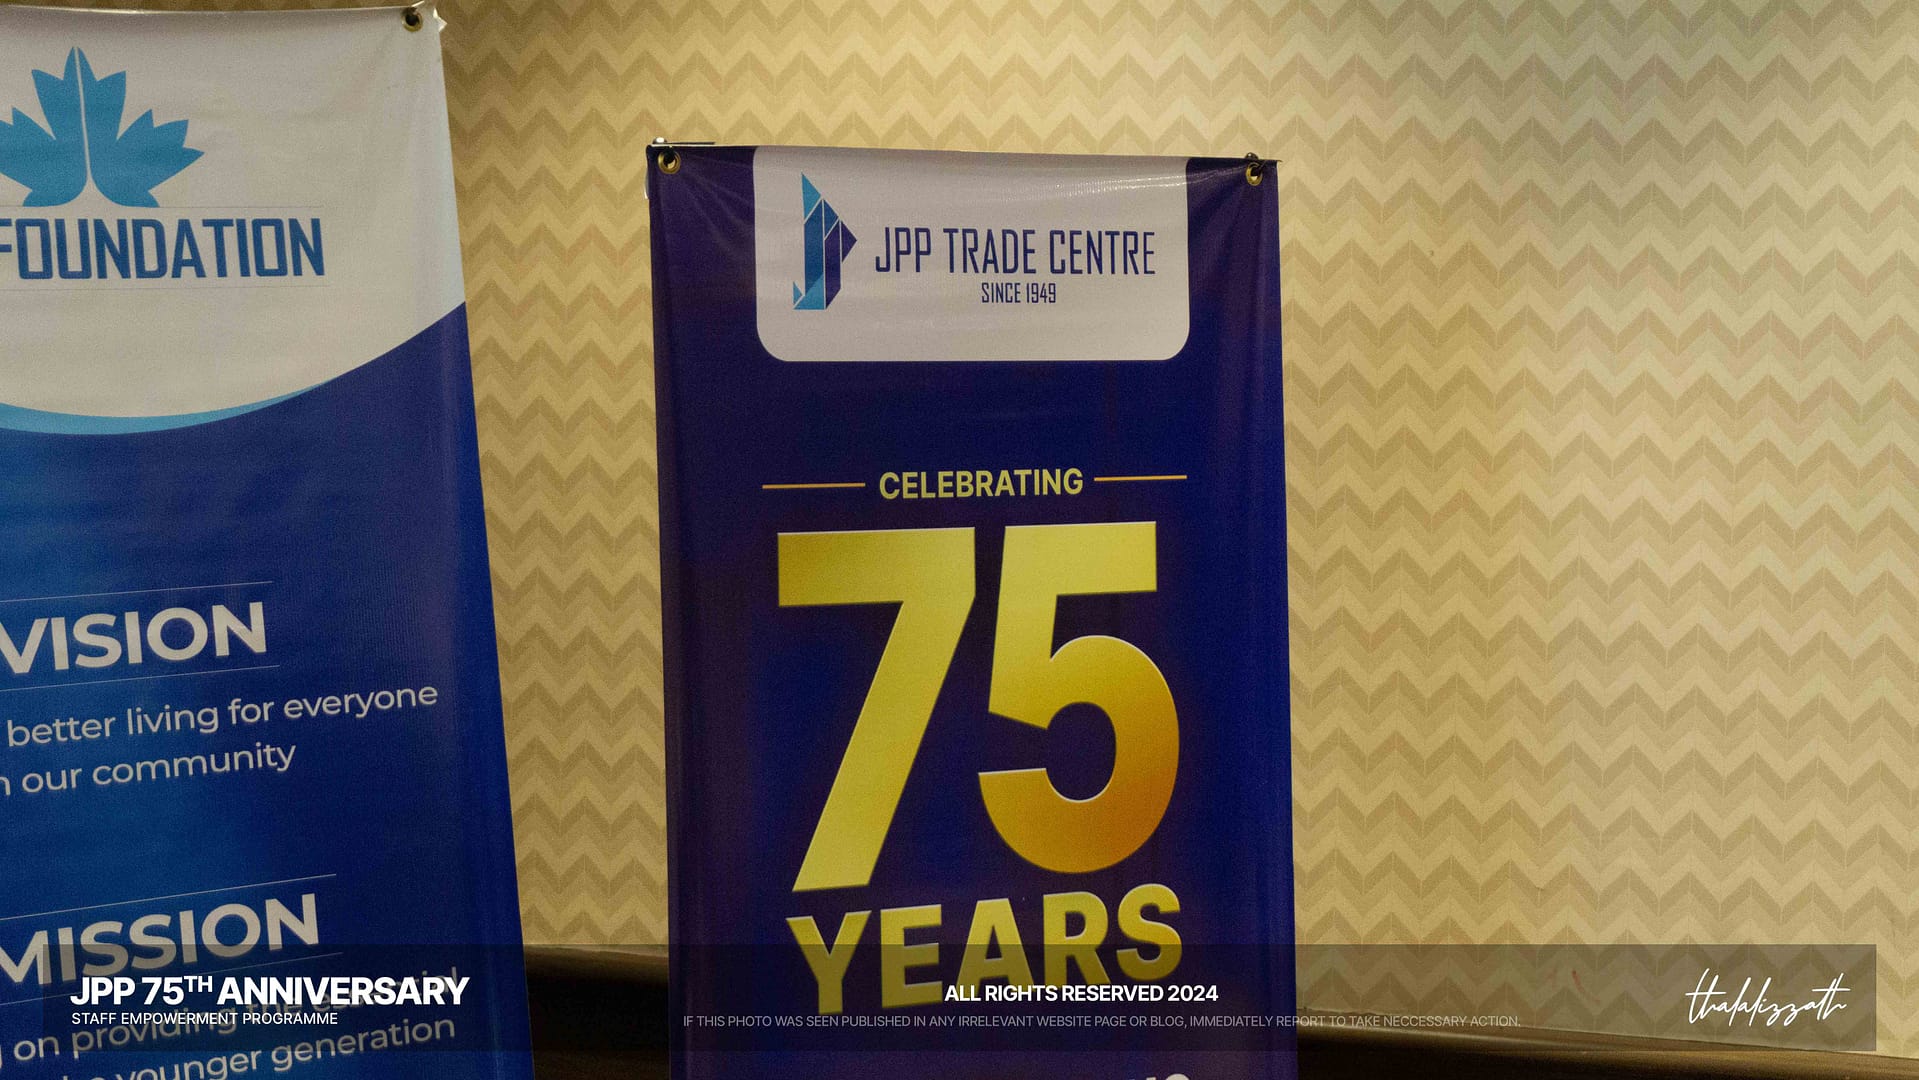 FOUNDATION
VISION
better living for everyone
our community
MISSION
on providing the essential
younger generation
JPP TRADE CENTRE
SINCE 1949
CELEBRATING
75
YEARS
JPP 75TH ANNIVERSARY
STAFF EMPOWERMENT PROGRAMME
ALL RIGHTS RESERVED 2024
IF THIS PHOTO WAS SEEN PUBLISHED IN ANY IRRELEVANT WEBSITE PAGE OR BLOG, IMMEDIATELY REPORT TO TAKE NECCESSARY ACTION.
thalalizzath